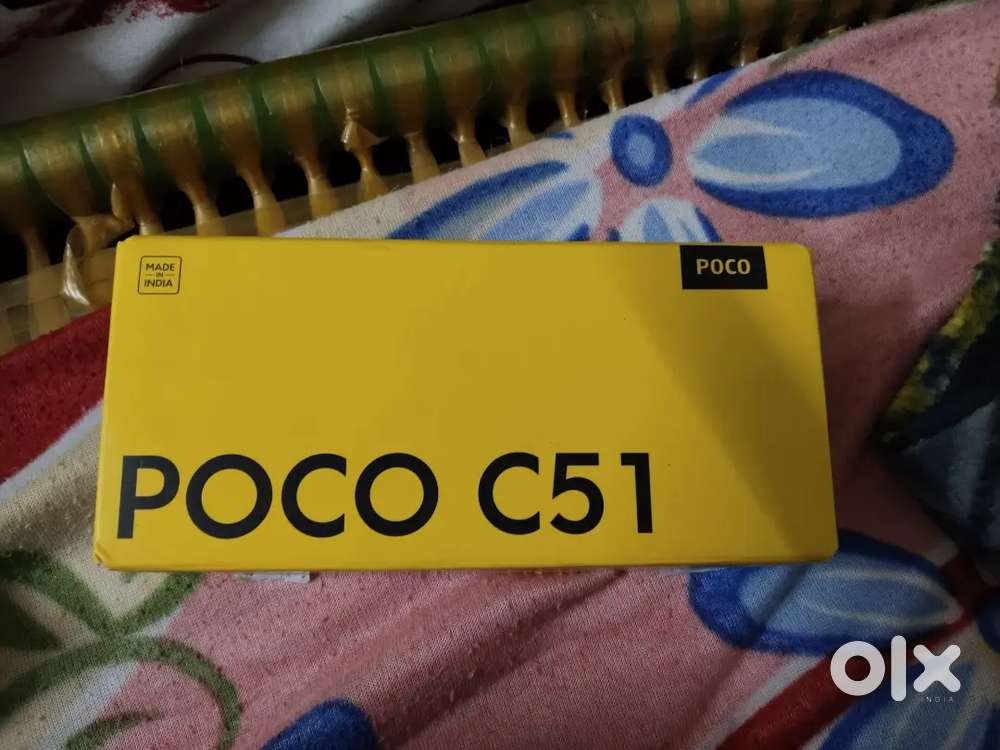 MADE
IN
INDIA
POCO
POCO C51
olx
INDIA